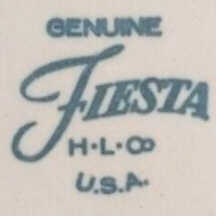 GENUINE
FIESTA
H·L·Co
U.S.A.